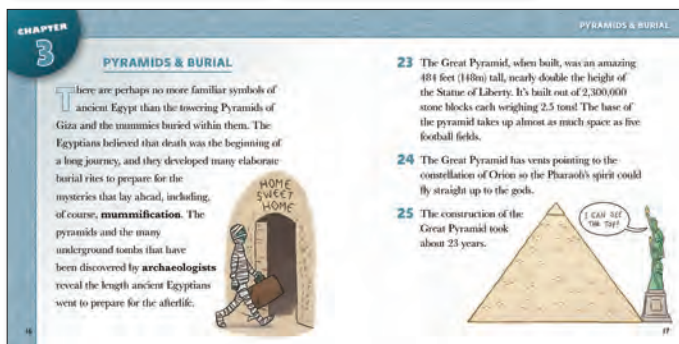 CHAPTER
3
PYRAMIDS & BURIAL
There are perhaps no more familiar symbols of
ancient Egypt than the towering Pyramids of
Giza and the mummies buried within them. The
Egyptians believed that death was the beginning of
a long journey, and they developed many elaborate
burial rites to prepare for the
mysteries that lay ahead, including,
of course, mummification. The
pyramids and the many
underground tombs that have
been discovered by archaeologists
reveal the length ancient Egyptians
went to prepare for the afterlife.
HOME
SWEET
HOME
16
PYRAMIDS & BURIAL
23 The Great Pyramid, when built, was an amazing
484 feet (148m) tall, nearly double the height of
the Statue of Liberty. It's built out of 2,300,000
stone blocks each weighing 2.5 tons! The base of
the pyramid takes up almost as much space as five
football fields.
24 The Great Pyramid has vents pointing to the
constellation of Orion so the Pharaoh's spirit could
fly straight up to the gods.
25 The construction of the
Great Pyramid took
about 23 years.
I CAN SEE
THE TOP!
17